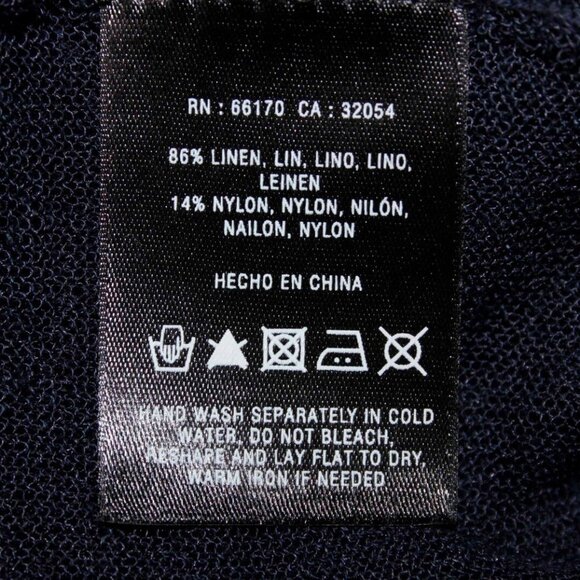 RN : 66170 CA : 32054
86% LINEN, LIN, LINO, LINO,
LEINEN
14% NYLON, NYLON, NILÓN,
NAILON, NYLON
HECHO EN CHINA
HAND WASH SEPARATELY IN COLD
WATER, DO NOT BLEACH,
RESHAPE AND LAY FLAT TO DRY,
WARM IRON IF NEEDED